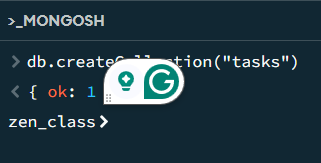 >_MONGOSH
> db.createCollection("tasks")
< { ok: 1
zen_class>